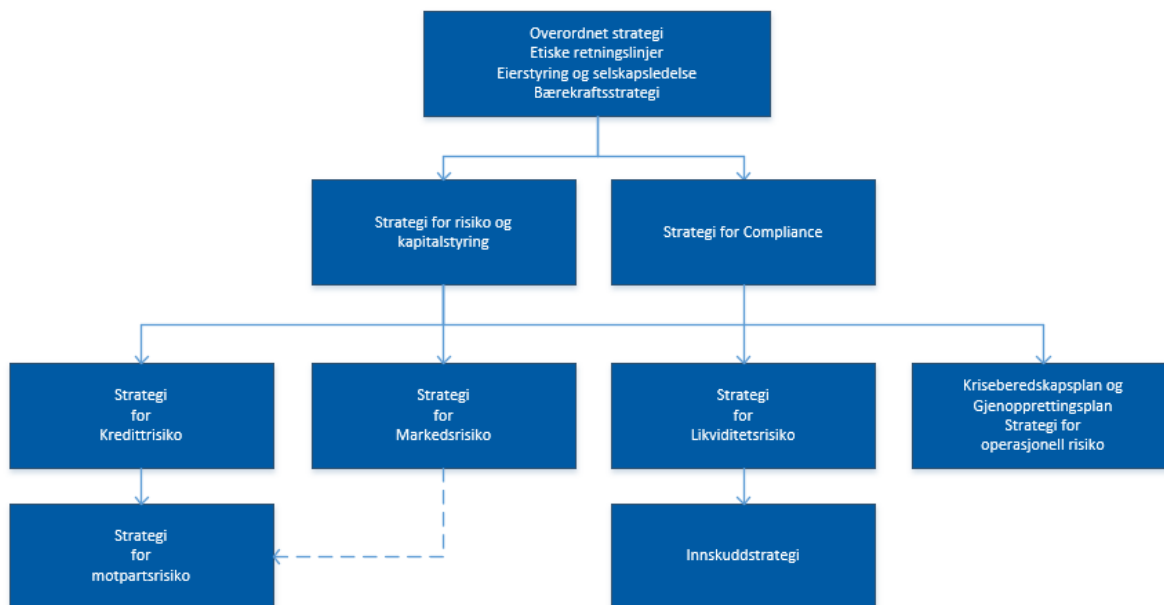 Overordnet strategi
Etiske retningslinjer
Eierstyring og selskapsledelse
Bærekraftsstrategi
Strategi for risiko og
kapitalstyring
Strategi for Compliance
Strategi
for
Kredittrisiko
Strategi
for
Markedsrisiko
Strategi
for
Likviditetsrisiko
Kriseberedskapsplan og
Gjenopprettingsplan
Strategi for
operasjonell risiko
Strategi
for
motpartsrisiko
Innskuddstrategi